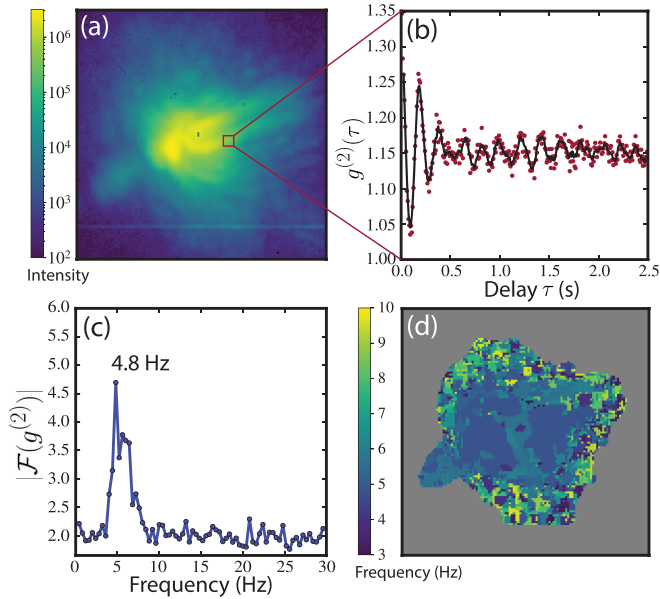 (a)
10^6
10^5
10^4
10^3
10^2
Intensity
(b)
g^(2)(τ)
1.35
1.30
1.25
1.20
1.15
1.10
1.05
1.00
0.0 0.5 1.0 1.5 2.0 2.5
Delay τ (s)
(c)
4.8 Hz
|F(g^(2))|
6.0
5.5
5.0
4.5
4.0
3.5
3.0
2.5
2.0
0 5 10 15 20 25 30
Frequency (Hz)
(d)
10
9
8
7
6
5
4
3
Frequency (Hz)